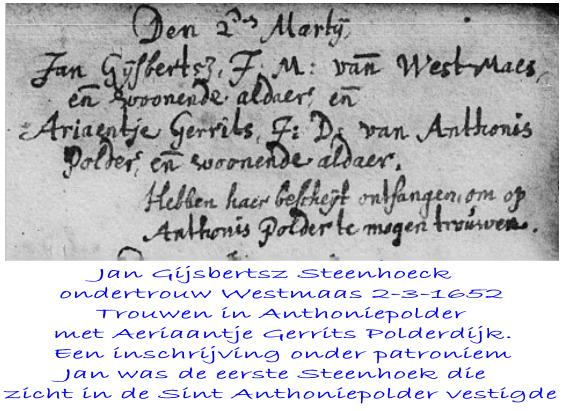 Den 2den Martij,
Jan Gijsbertsz, J. M: van West-Maes,
en woonende aldaer, en
Ariaentje Gerrits, J: D: van Anthonis
Polder, en woonende aldaer.
Hebben haer bescheijt ontfangen, om op
Anthonis Polder te mogen trouwen.
Jan Gijsbertsz Steenhoeck
ondertrouw Westmaas 2-3-1652
Trouwen in Anthoniepolder
met Aeriaantje Gerrits Polderdijk.
Een inschrijving onder patroniem
Jan was de eerste Steenhoek die
zicht in de Sint Anthoniepolder vestigde